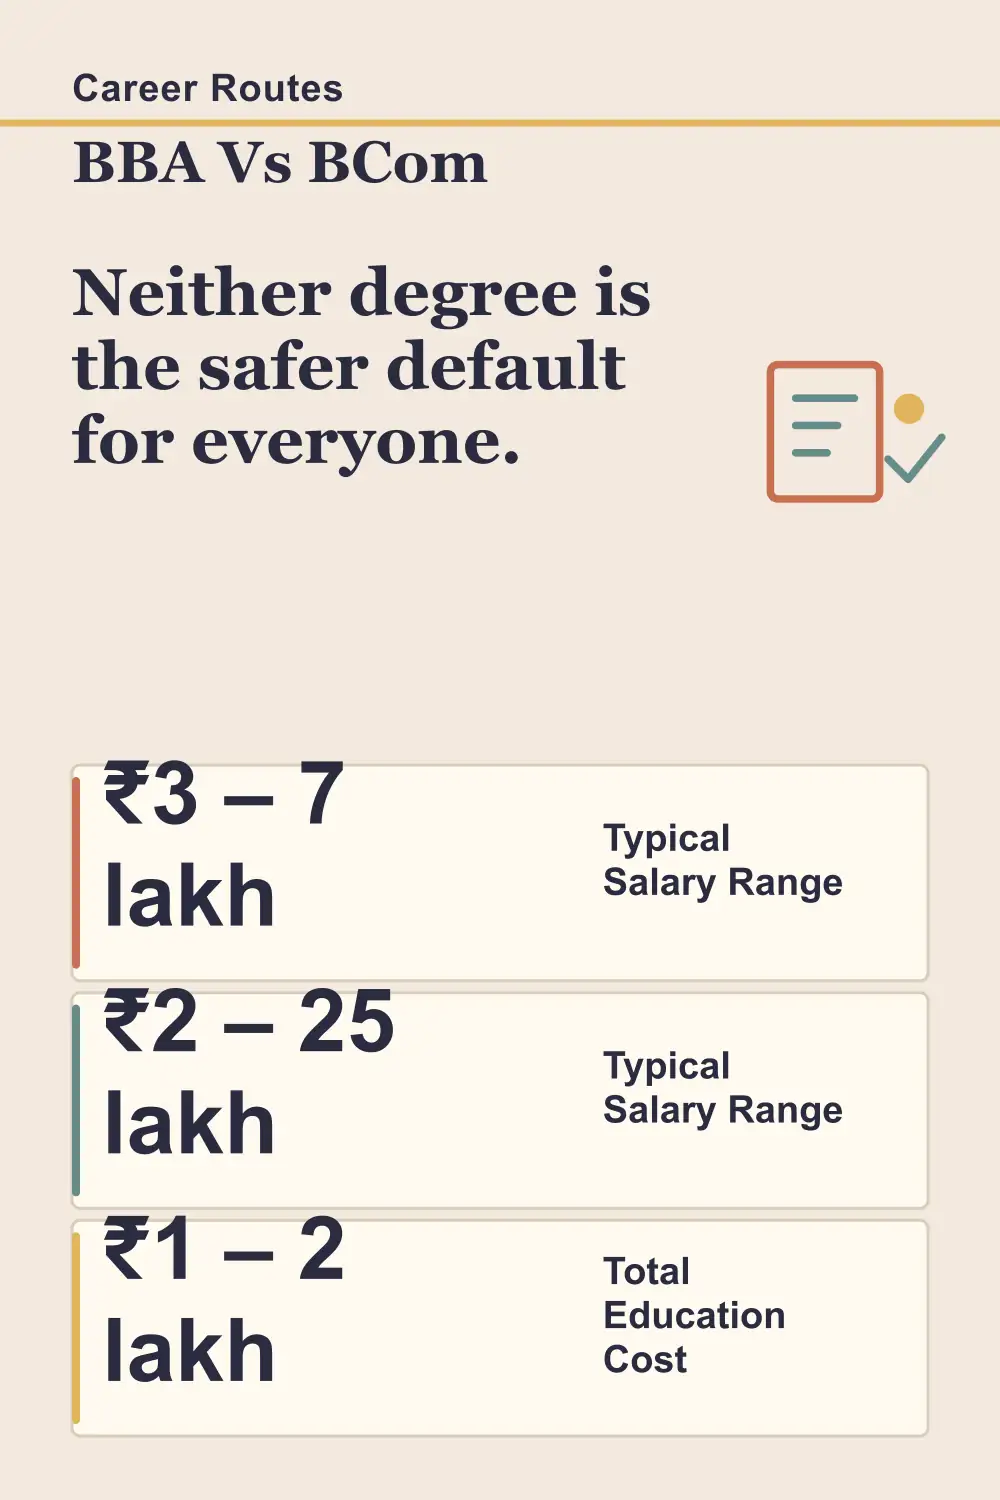 Career Routes
BBA Vs BCom
Neither degree is
the safer default
for everyone.
₹3 – 7
lakh
Typical
Salary Range
₹2 – 25
lakh
Typical
Salary Range
₹1 – 2
lakh
Total
Education
Cost